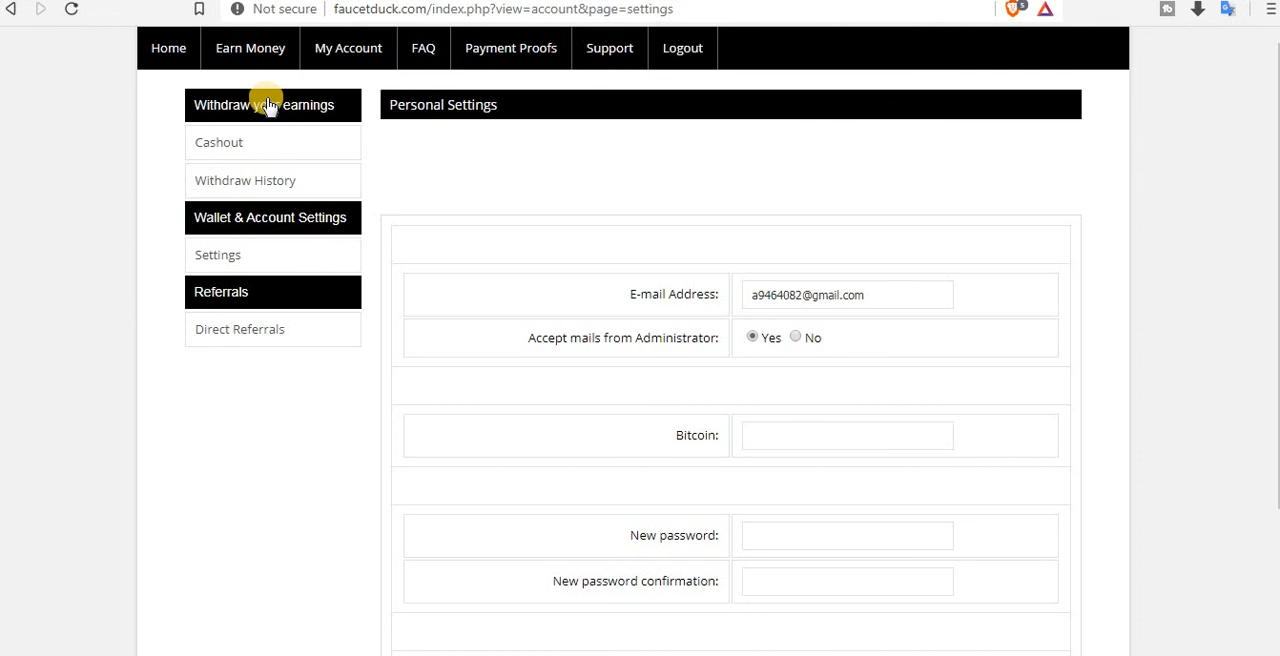 Not secure faucetduck.com/index.php?view=account&page=settings 5
Home Earn Money My Account FAQ Payment Proofs Support Logout
Withdraw your earnings
Cashout
Withdraw History
Wallet & Account Settings
Settings
Referrals
Direct Referrals
Personal Settings
E-mail Address: a9464082@gmail.com
Accept mails from Administrator: Yes No
Bitcoin:
New password:
New password confirmation: